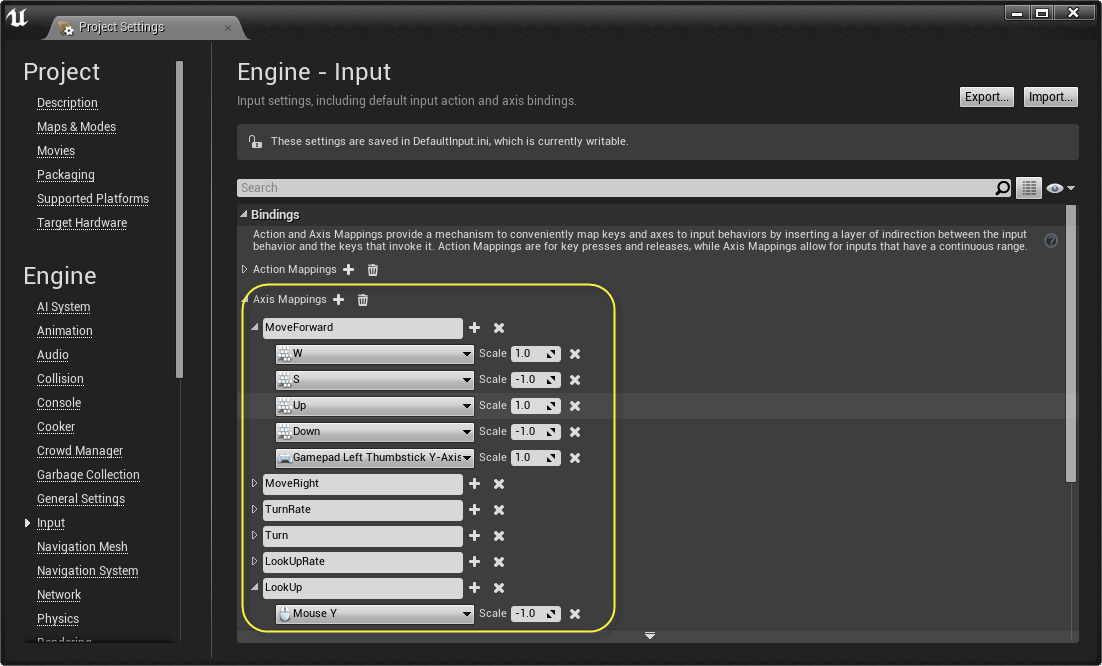 Project Settings
Project
Description
Maps & Modes
Movies
Packaging
Supported Platforms
Target Hardware
Engine
AI System
Animation
Audio
Collision
Console
Cooker
Crowd Manager
Garbage Collection
General Settings
Input
Navigation Mesh
Navigation System
Network
Physics
Rendering
Engine - Input
Input settings, including default input action and axis bindings.
Export... Import...
These settings are saved in DefaultInput.ini, which is currently writable.
Search
Bindings
Action and Axis Mappings provide a mechanism to conveniently map keys and axes to input behaviors by inserting a layer of indirection between the input
behavior and the keys that invoke it. Action Mappings are for key presses and releases, while Axis Mappings allow for inputs that have a continuous range.
Action Mappings
Axis Mappings
MoveForward
W Scale 1.0
S Scale -1.0
Up Scale 1.0
Down Scale -1.0
Gamepad Left Thumbstick Y-Axis Scale 1.0
MoveRight
TurnRate
Turn
LookUpRate
LookUp
Mouse Y Scale -1.0